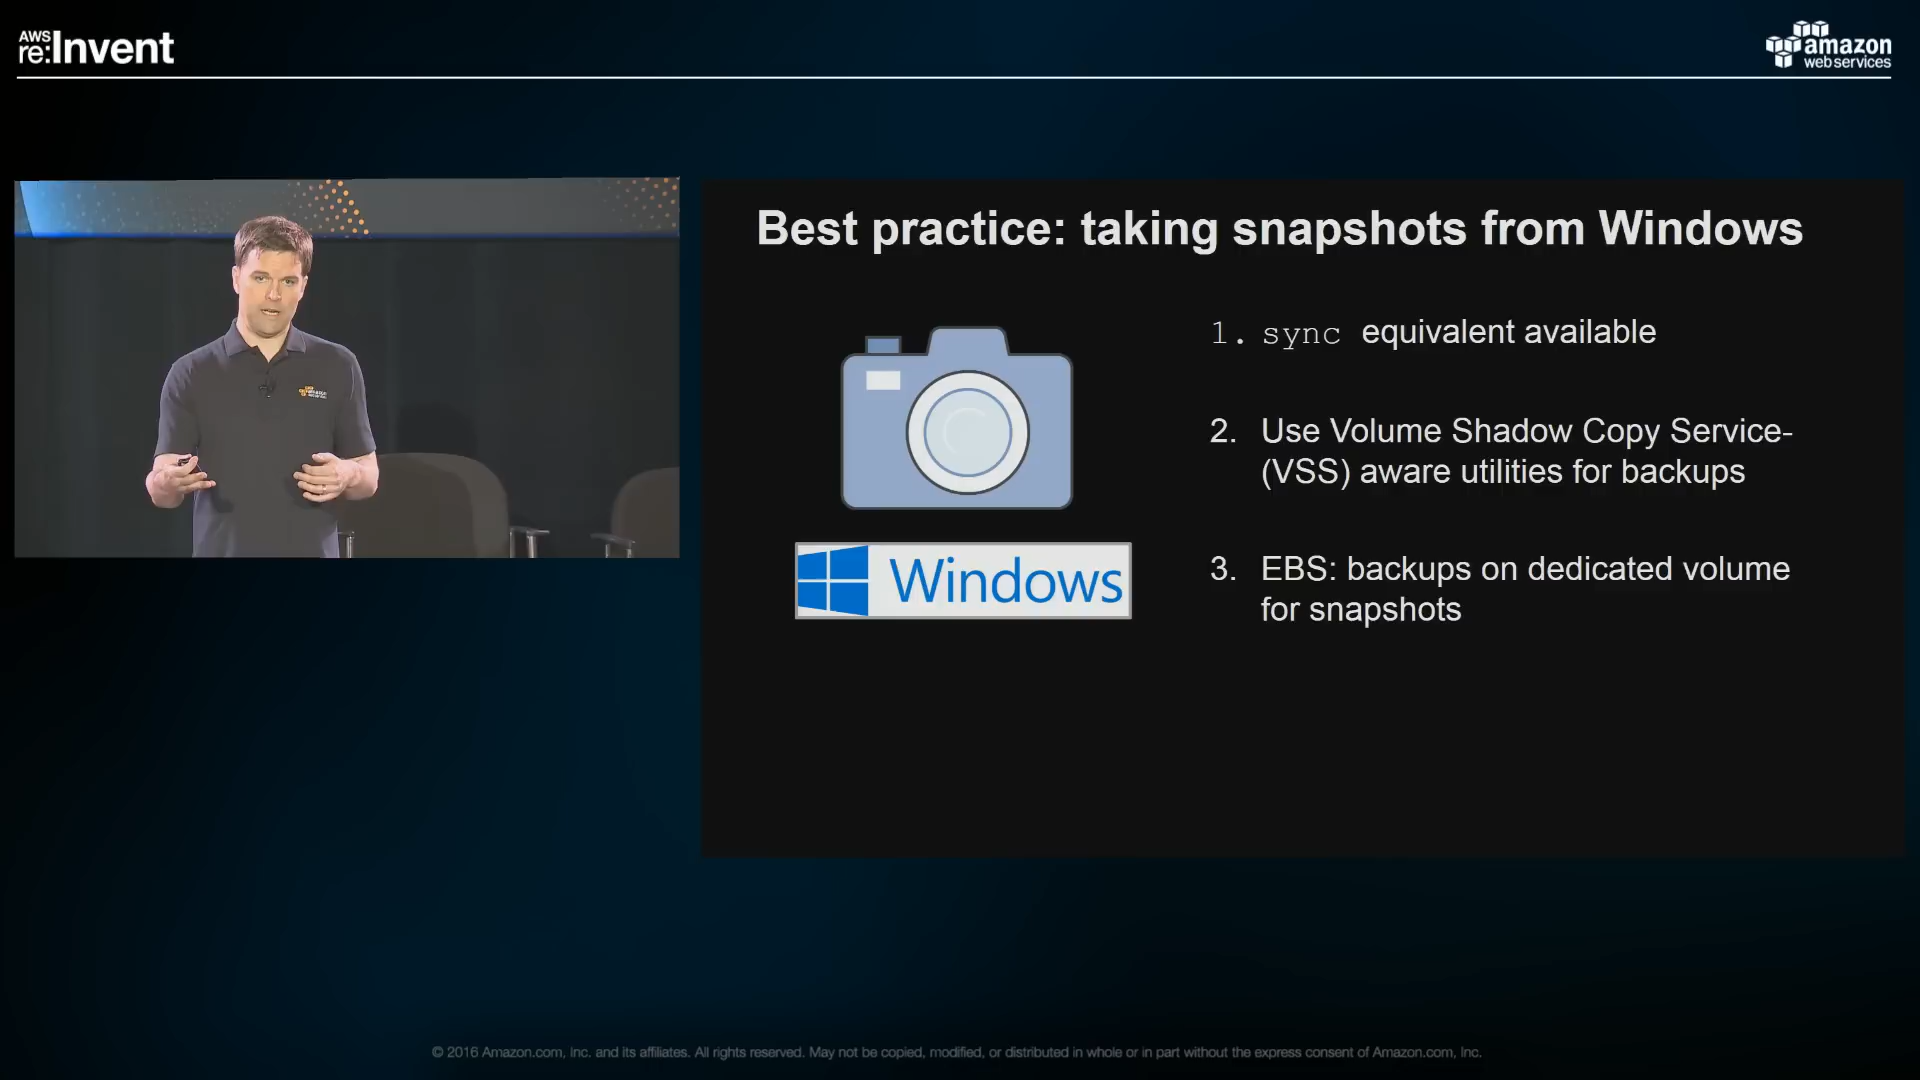 AWS
re:Invent
amazon
web services
Best practice: taking snapshots from Windows
1. sync equivalent available
2. Use Volume Shadow Copy Service-
(VSS) aware utilities for backups
Windows
3. EBS: backups on dedicated volume
for snapshots
© 2016 Amazon.com, Inc. and its affiliates. All rights reserved. May not be copied, modified, or distributed in whole or in part without the express consent of Amazon.com, Inc.